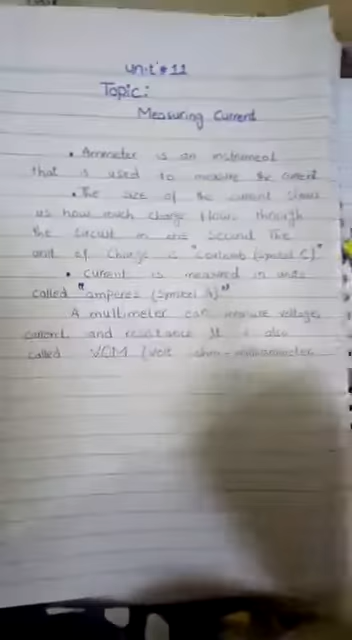 Unit # 11
Topic:
Measuring Current
• Ammeter is an instrument
that is used to measure the current
• The size of the current shows
us how much charge flows through
the circuit in one second The
unit of charge is "Coulomb (symbol C)"
• current is measured in units
called "amperes (symbol A)"
A multimeter can measure voltage,
current and resistance It is also
called VOM (volt ohm-milliammeter